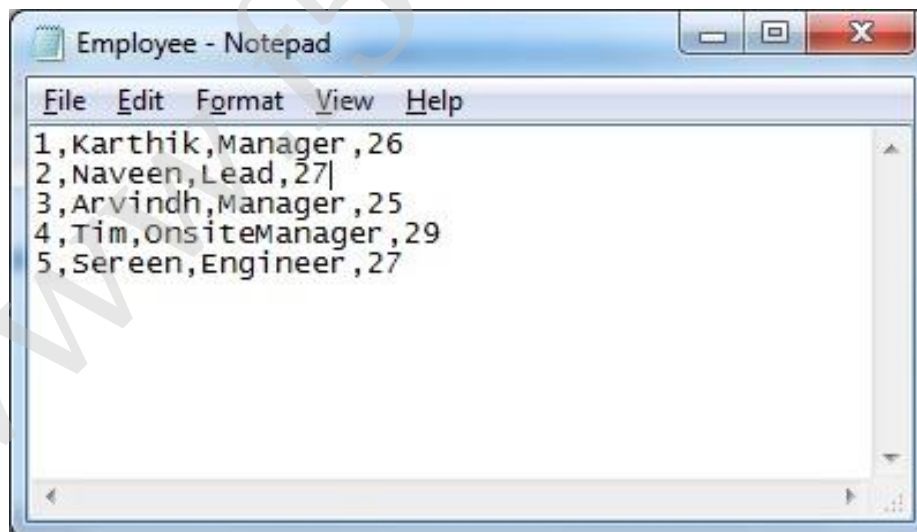 Employee - Notepad
File Edit Format View Help
1,Karthik,Manager,26
2,Naveen,Lead,27
3,Arvindh,Manager,25
4,Tim,OnsiteManager,29
5,Sereen,Engineer,27